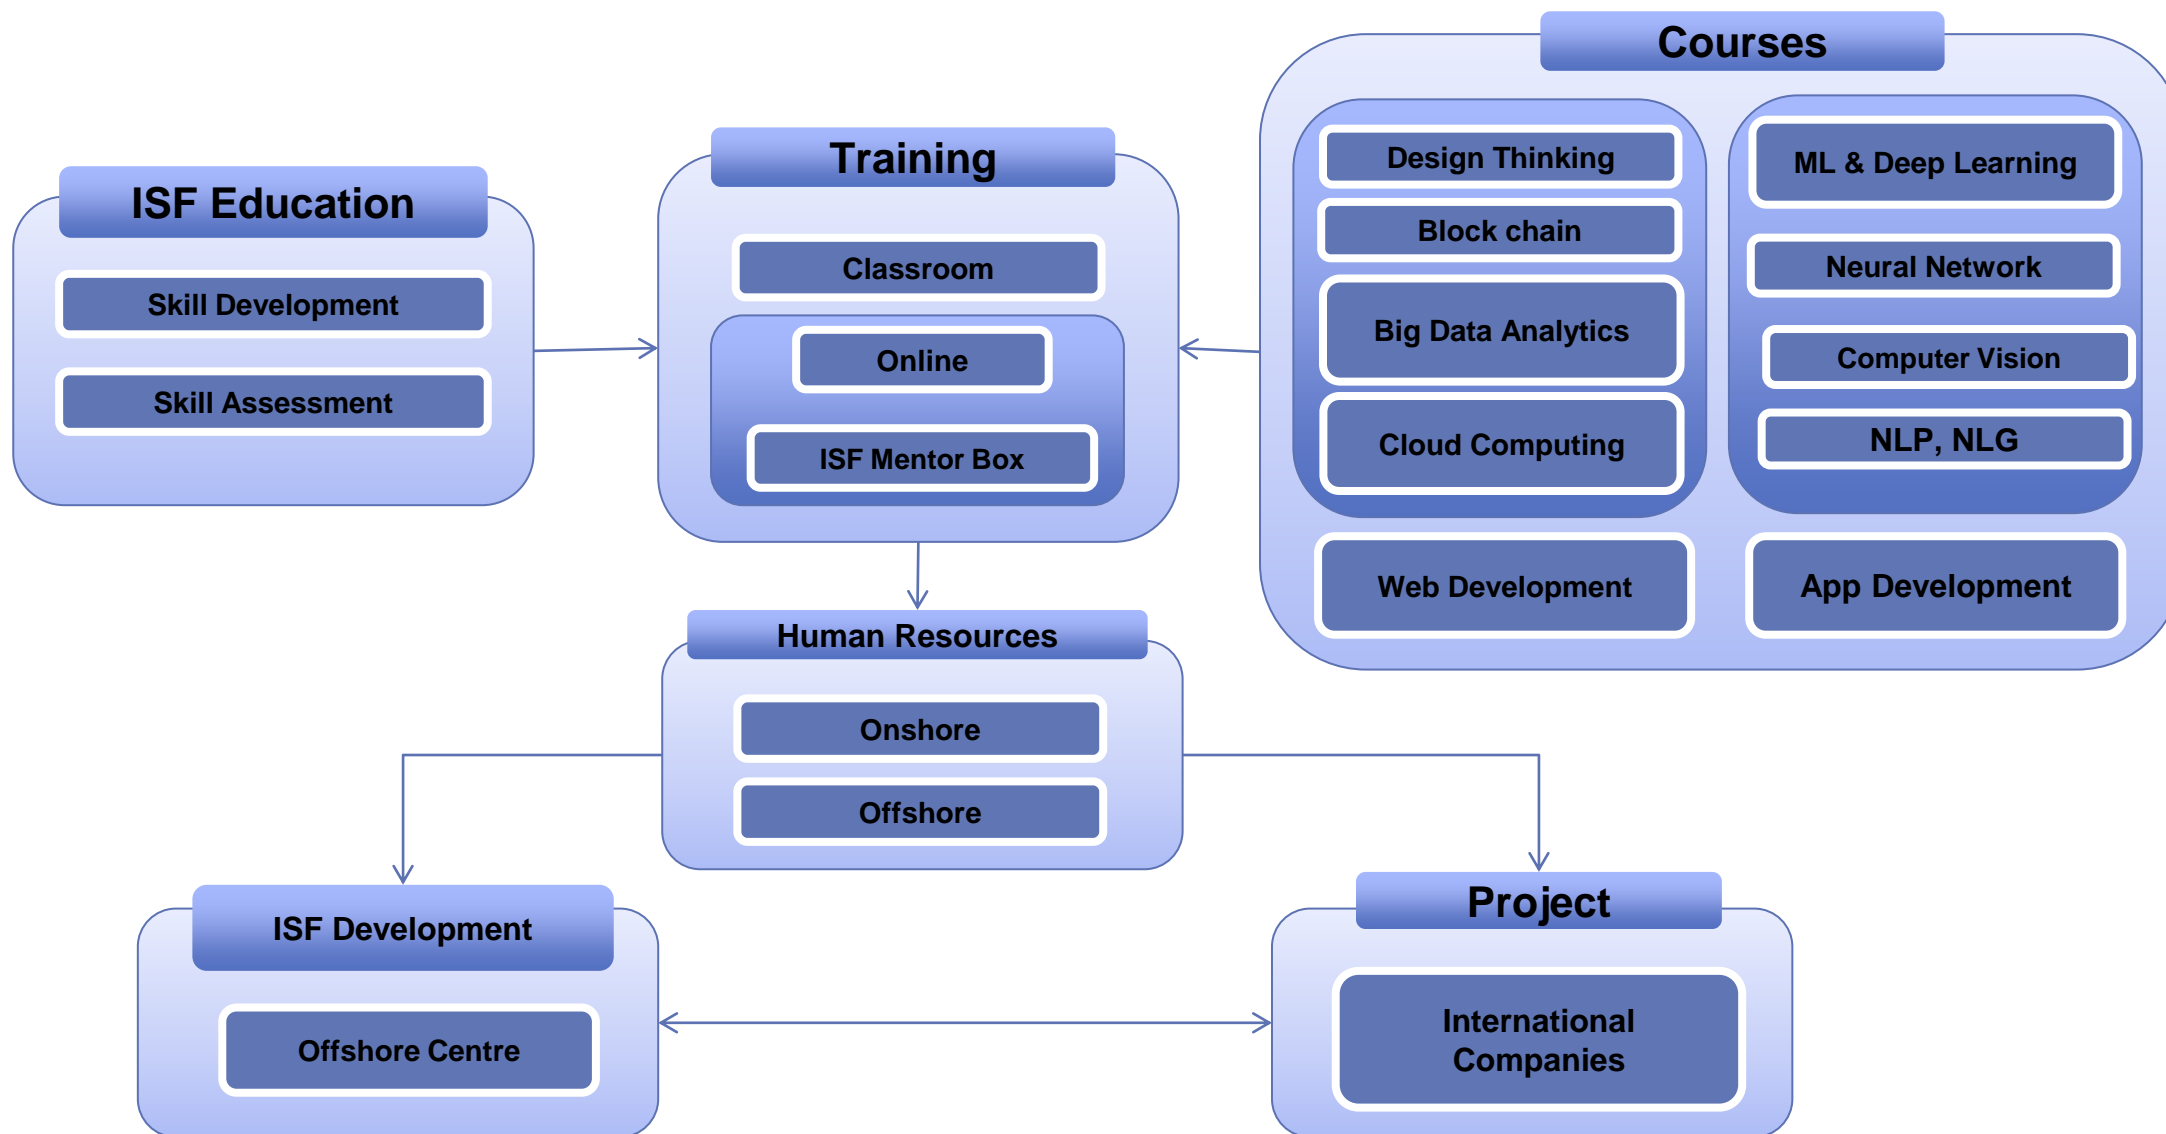 ISF Education
Skill Development
Skill Assessment
Training
Classroom
Online
ISF Mentor Box
Courses
Design Thinking
Block chain
Big Data Analytics
Cloud Computing
ML & Deep Learning
Neural Network
Computer Vision
NLP, NLG
Web Development
App Development
Human Resources
Onshore
Offshore
ISF Development
Offshore Centre
Project
International
Companies